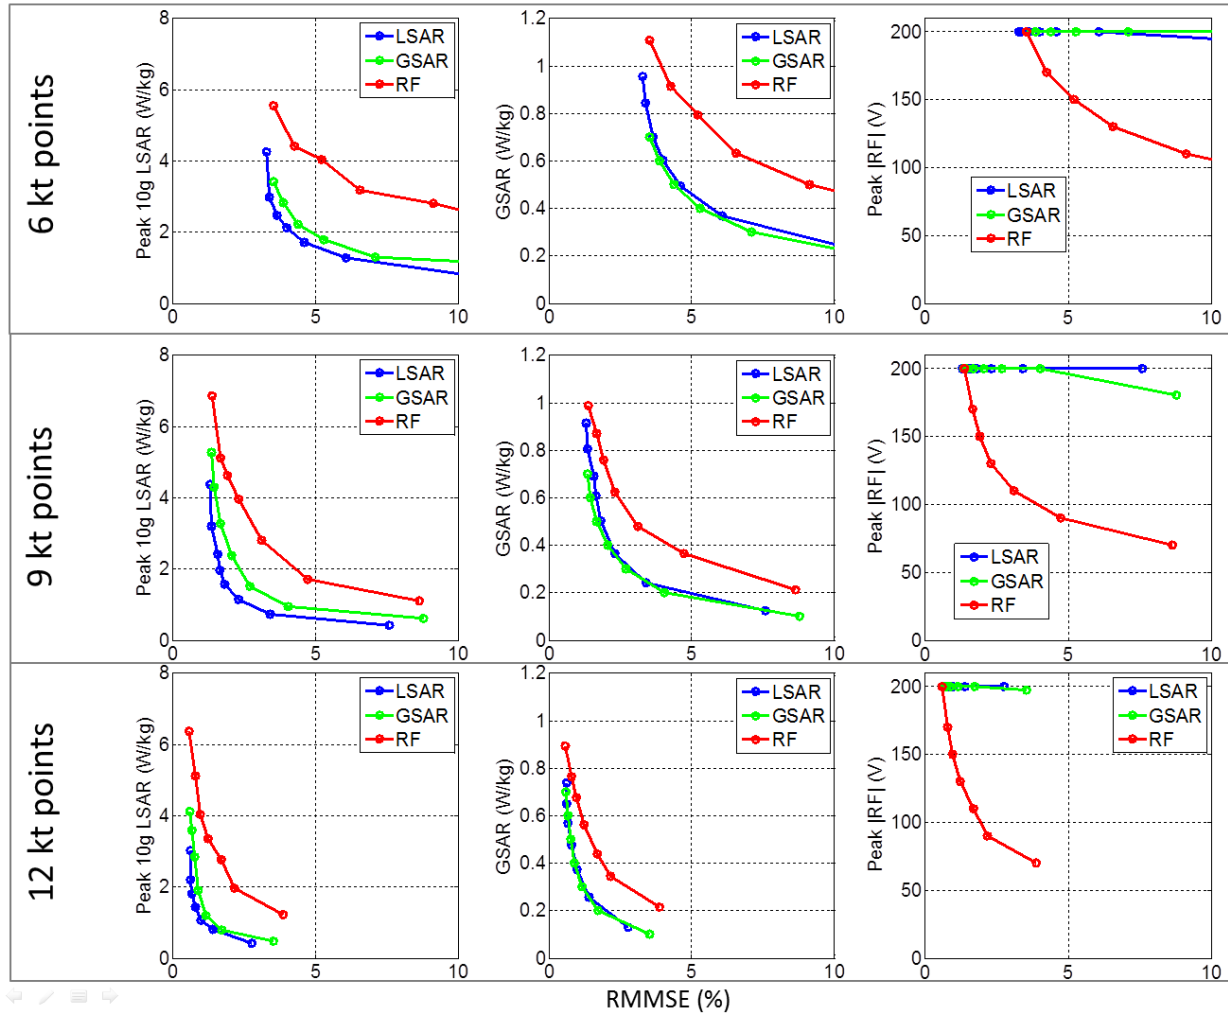 6 kt points
Peak 10g LSAR (W/kg)
8
6
4
2
0
0 5 10
LSAR
GSAR
RF
GSAR (W/kg)
1.2
1
0.8
0.6
0.4
0.2
0
0 5 10
LSAR
GSAR
RF
Peak |RF| (V)
200
150
100
50
0
0 5 10
LSAR
GSAR
RF
9 kt points
Peak 10g LSAR (W/kg)
8
6
4
2
0
0 5 10
LSAR
GSAR
RF
GSAR (W/kg)
1.2
1
0.8
0.6
0.4
0.2
0
0 5 10
LSAR
GSAR
RF
Peak |RF| (V)
200
150
100
50
0
0 5 10
LSAR
GSAR
RF
12 kt points
Peak 10g LSAR (W/kg)
8
6
4
2
0
0 5 10
LSAR
GSAR
RF
GSAR (W/kg)
1.2
1
0.8
0.6
0.4
0.2
0
0 5 10
LSAR
GSAR
RF
Peak |RF| (V)
200
150
100
50
0
0 5 10
LSAR
GSAR
RF
RMMSE (%)